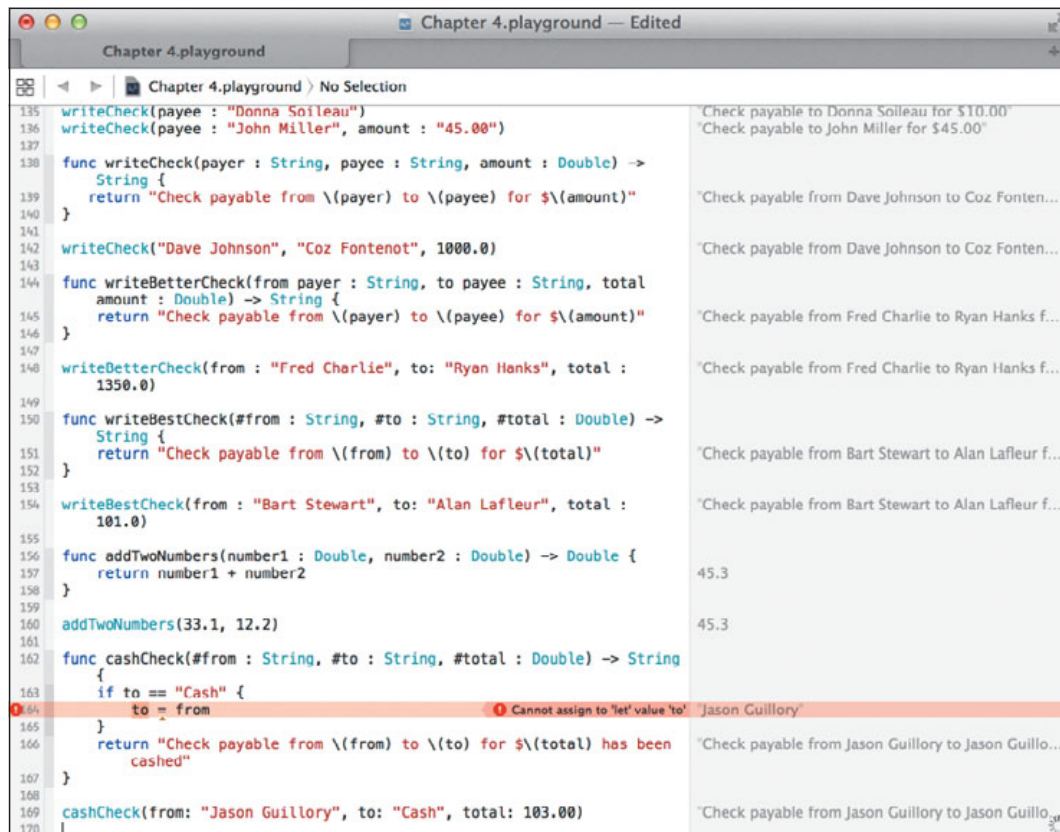 Chapter 4.playground — Edited
Chapter 4.playground
Chapter 4.playground 〉 No Selection
135 writeCheck(payee : "Donna Soileau") "Check payable to Donna Soileau for $10.00"
136 writeCheck(payee : "John Miller", amount : "45.00") "Check payable to John Miller for $45.00"
137
138 func writeCheck(payer : String, payee : String, amount : Double) ->
String {
139 return "Check payable from \(payer) to \(payee) for $\(amount)" "Check payable from Dave Johnson to Coz Fonten...
140 }
141
142 writeCheck("Dave Johnson", "Coz Fontenot", 1000.0) "Check payable from Dave Johnson to Coz Fonten...
143
144 func writeBetterCheck(from payer : String, to payee : String, total
amount : Double) -> String {
145 return "Check payable from \(payer) to \(payee) for $\(amount)" "Check payable from Fred Charlie to Ryan Hanks f...
146 }
147
148 writeBetterCheck(from : "Fred Charlie", to: "Ryan Hanks", total : "Check payable from Fred Charlie to Ryan Hanks f...
1350.0)
149
150 func writeBestCheck(#from : String, #to : String, #total : Double) ->
String {
151 return "Check payable from \(from) to \(to) for $\(total)" "Check payable from Bart Stewart to Alan Lafleur f...
152 }
153
154 writeBestCheck(from : "Bart Stewart", to: "Alan Lafleur", total : "Check payable from Bart Stewart to Alan Lafleur f...
101.0)
155
156 func addTwoNumbers(number1 : Double, number2 : Double) -> Double {
157 return number1 + number2 45.3
158 }
159
160 addTwoNumbers(33.1, 12.2) 45.3
161
162 func cashCheck(#from : String, #to : String, #total : Double) -> String
{
163 if to == "Cash" {
164 to = from Cannot assign to 'let' value 'to' "Jason Guillory"
165 }
166 return "Check payable from \(from) to \(to) for $\(total) has been "Check payable from Jason Guillory to Jason Guillo...
cashed"
167 }
168
169 cashCheck(from: "Jason Guillory", to: "Cash", total: 103.00) "Check payable from Jason Guillory to Jason Guillo...
170